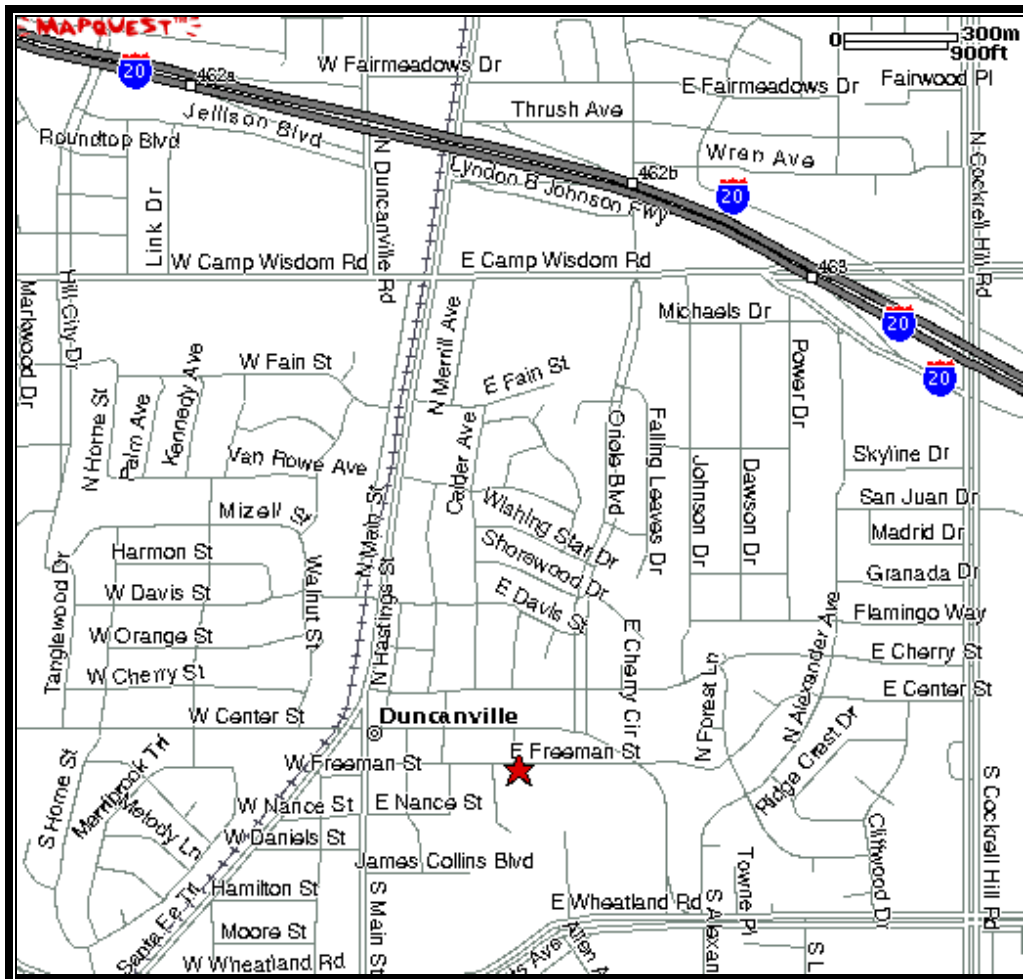 MAPQUEST™
0 300m
900ft
W Fairmeadows Dr
20
462a
E Fairmeadows Dr
Fairwood Pl
Jellison Blvd
Thrush Ave
Roundtop Blvd
N Duncanville Rd
Wren Ave
N Cockrell-Hill Rd
Lyndon B Johnson Fwy
462b
20
Link Dr
W Camp Wisdom Rd
E Camp Wisdom Rd
463
Markwood Dr
Hill-City-Dr
Michaels Dr
20
20
W Fain St
N Merrill Ave
E Fain St
Power Dr
N Horne St
Palm Ave
Kennedy Ave
Van Rowe Ave
Calder Ave
Oriole-Blvd
Falling Leaves Dr
Johnson Dr
Dawson Dr
Skyline Dr
San Juan Dr
Mizell St
N Main St
Wishing Star Dr
Madrid Dr
Harmon St
Shorewood Dr
Granada Dr
Tanglewood Dr
W Davis St
Walnut St
N Hastings St
E Davis St
Flamingo Way
W Orange St
E Cherry Cir
N Forest Ln
N Alexander Ave
E Cherry St
W Cherry St
E Center St
W Center St
Duncanville
E Freeman St
Ridge Crest Dr
W Freeman St
S Horne St
Merribrook Trl
Melody Ln
W Nance St
E Nance St
W Daniels St
Cliffwood Dr
S Cockrell Hill Rd
James Collins Blvd
Santa Fe Trl
Hamilton St
S Main St
E Wheatland Rd
S Alexan
Towne Pl
Moore St
W Wheatland Rd
ts Ave
Allen A
S L